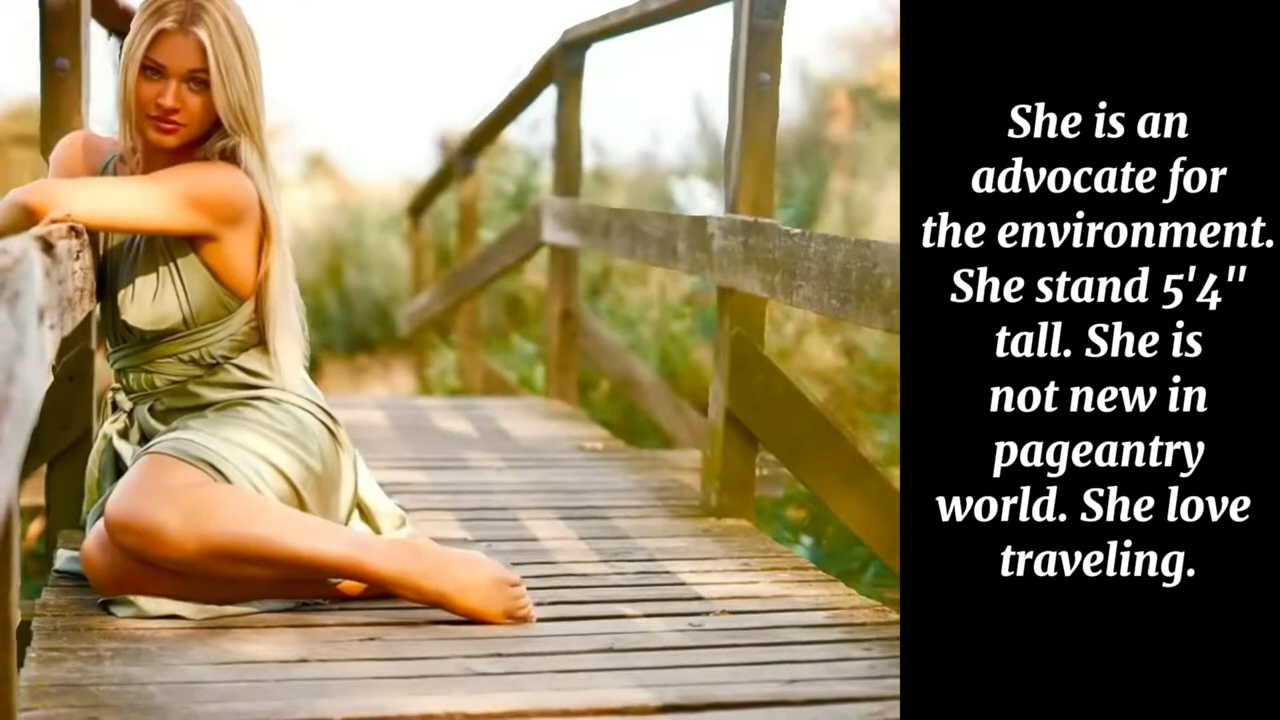 She is an
advocate for
the environment.
She stand 5'4"
tall. She is
not new in
pageantry
world. She love
traveling.